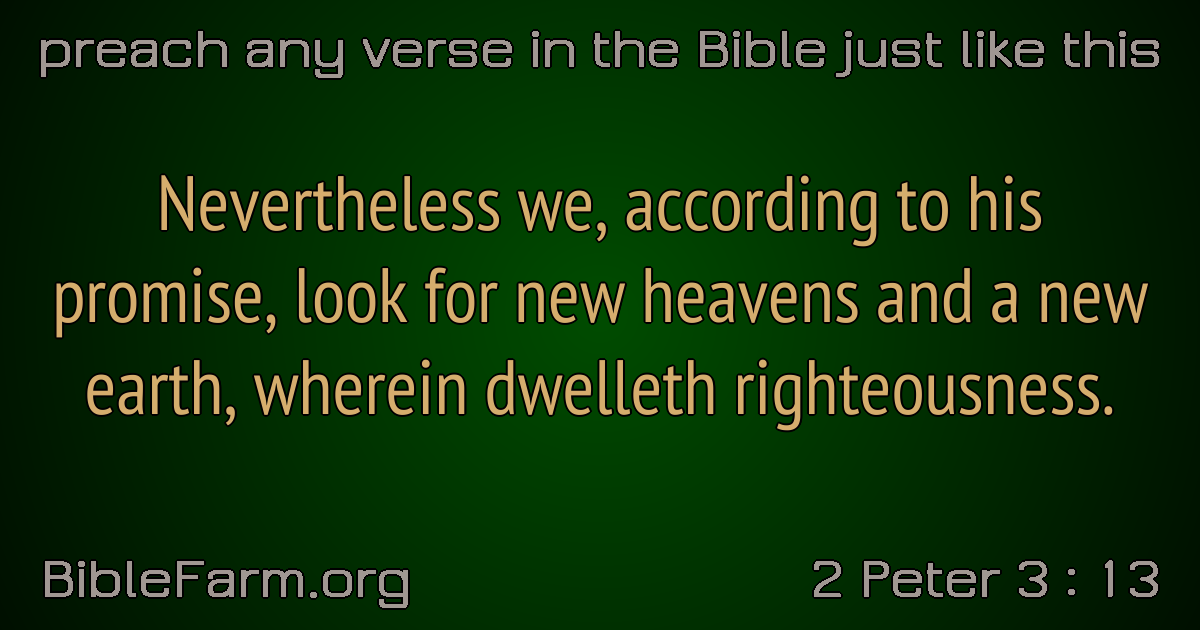 preach any verse in the Bible just like this
Nevertheless we, according to his
promise, look for new heavens and a new
earth, wherein dwelleth righteousness.
BibleFarm.org
2 Peter 3 : 13